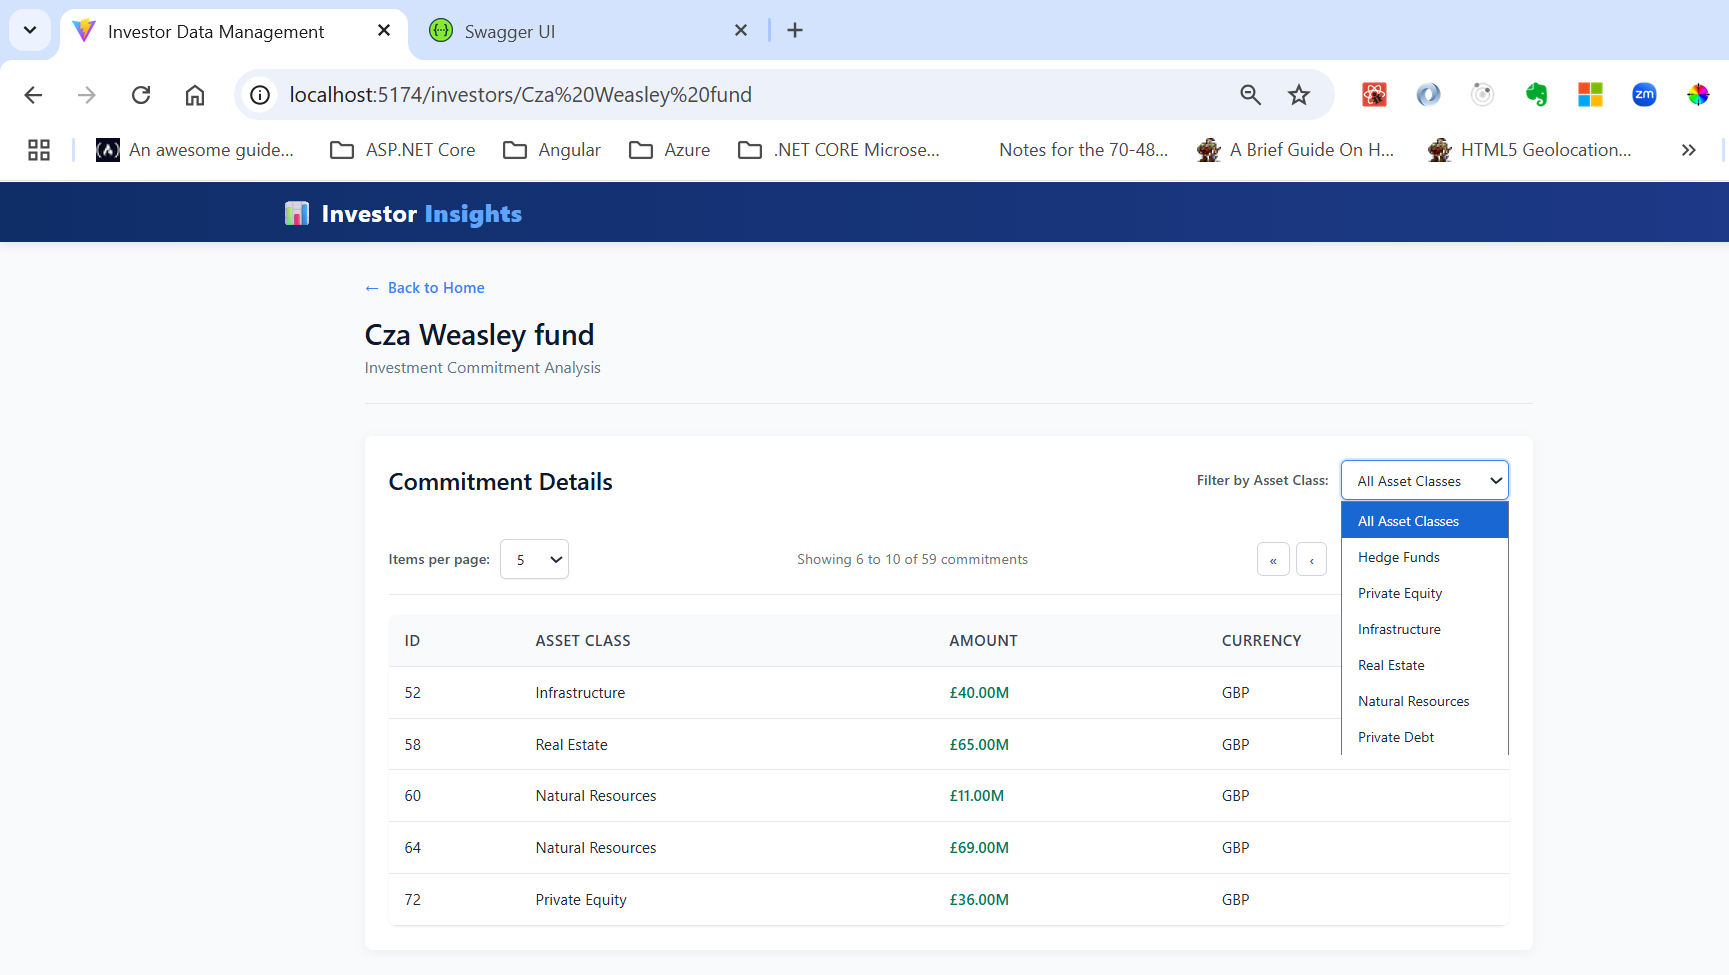 Investor Data Management
Swagger UI
localhost:5174/investors/Cza%20Weasley%20fund
zm
An awesome guide...
ASP.NET Core
Angular
Azure
.NET CORE Microse...
Notes for the 70-48...
A Brief Guide On H...
HTML5 Geolocation...
Investor Insights
← Back to Home
Cza Weasley fund
Investment Commitment Analysis
Commitment Details
Filter by Asset Class: All Asset Classes
All Asset Classes
Hedge Funds
Private Equity
Infrastructure
Real Estate
Natural Resources
Private Debt
Items per page: 5
Showing 6 to 10 of 59 commitments
« ‹
ID ASSET CLASS AMOUNT CURRENCY
52 Infrastructure £40.00M GBP
58 Real Estate £65.00M GBP
60 Natural Resources £11.00M GBP
64 Natural Resources £69.00M GBP
72 Private Equity £36.00M GBP